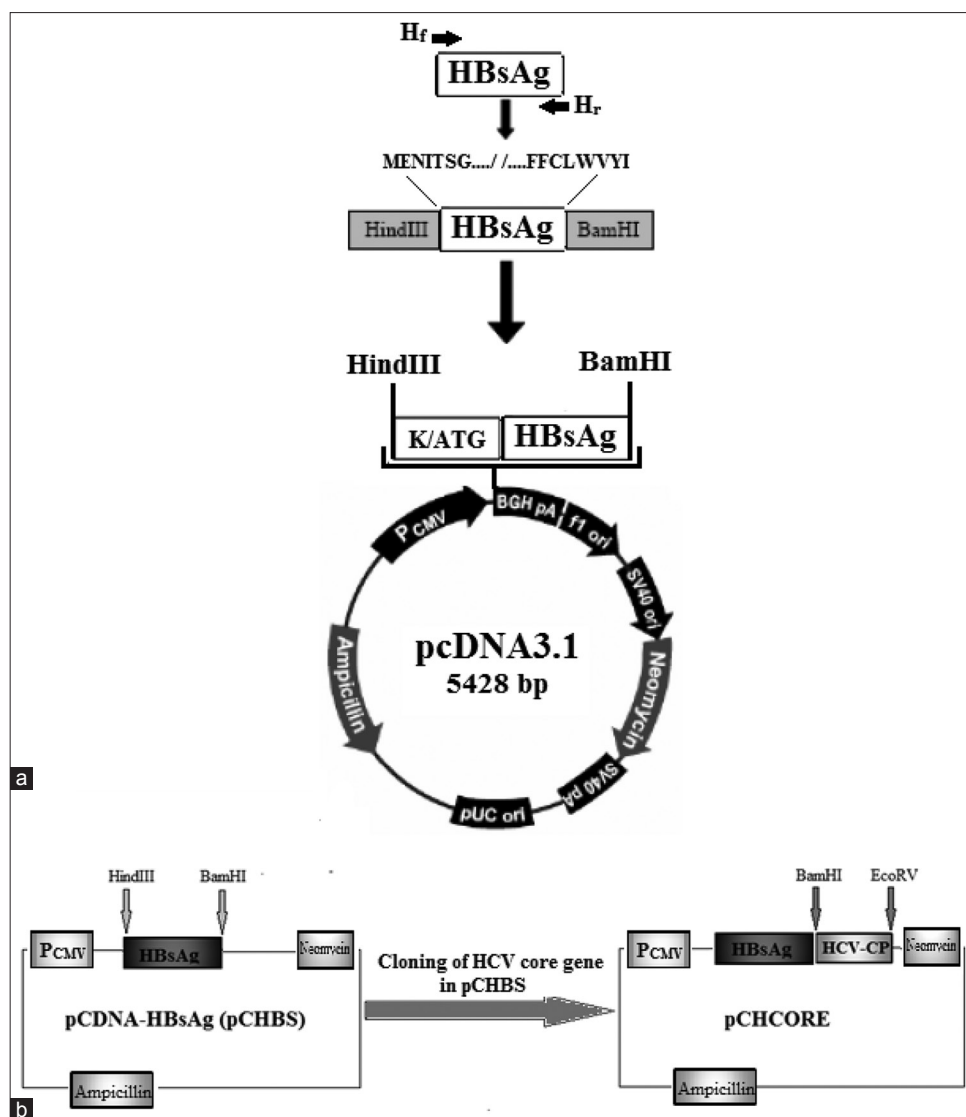 Hf
HBsAg
Hr
MENITSG....//....FFCLWVYI
HindIII HBsAg BamHI
HindIII BamHI
K/ATG HBsAg
PCMV BGH pA f1 ori
SV40 ori
Ampicillin pcDNA3.1 Neomycin
5428 bp
SV40 pA
pUC ori
a
HindIII BamHI
PCMV HBsAg Neomycin
pCDNA-HBsAg (pCHBS)
Ampicillin
Cloning of HCV core gene
in pCHBS
BamHI EcoRV
PCMV HBsAg HCV-CP Neomycin
pCHCORE
Ampicillin
b